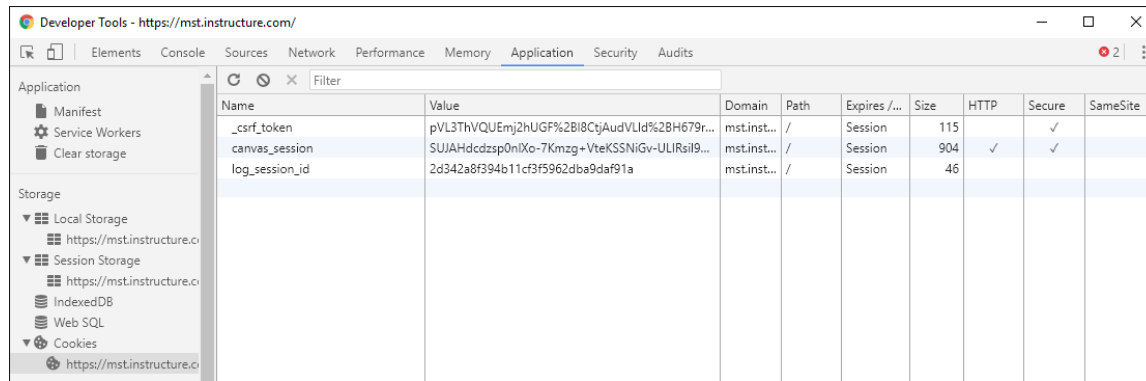 Developer Tools - https://mst.instructure.com/
Elements Console Sources Network Performance Memory Application Security Audits 2
Application
Manifest
Service Workers
Clear storage
Storage
Local Storage
https://mst.instructure.c
Session Storage
https://mst.instructure.c
IndexedDB
Web SQL
Cookies
https://mst.instructure.c
Filter
Name Value Domain Path Expires /... Size HTTP Secure SameSite
_csrf_token pVL3ThVQUEmj2hUGF%2BI8CtjAudVLId%2BH679r... mst.inst... / Session 115 ✓
canvas_session SUJAHdcdzsp0nIXo-7Kmzg+VteKSSNiGv-ULIRsil9... mst.inst... / Session 904 ✓ ✓
log_session_id 2d342a8f394b11cf3f5962dba9daf91a mst.inst... / Session 46